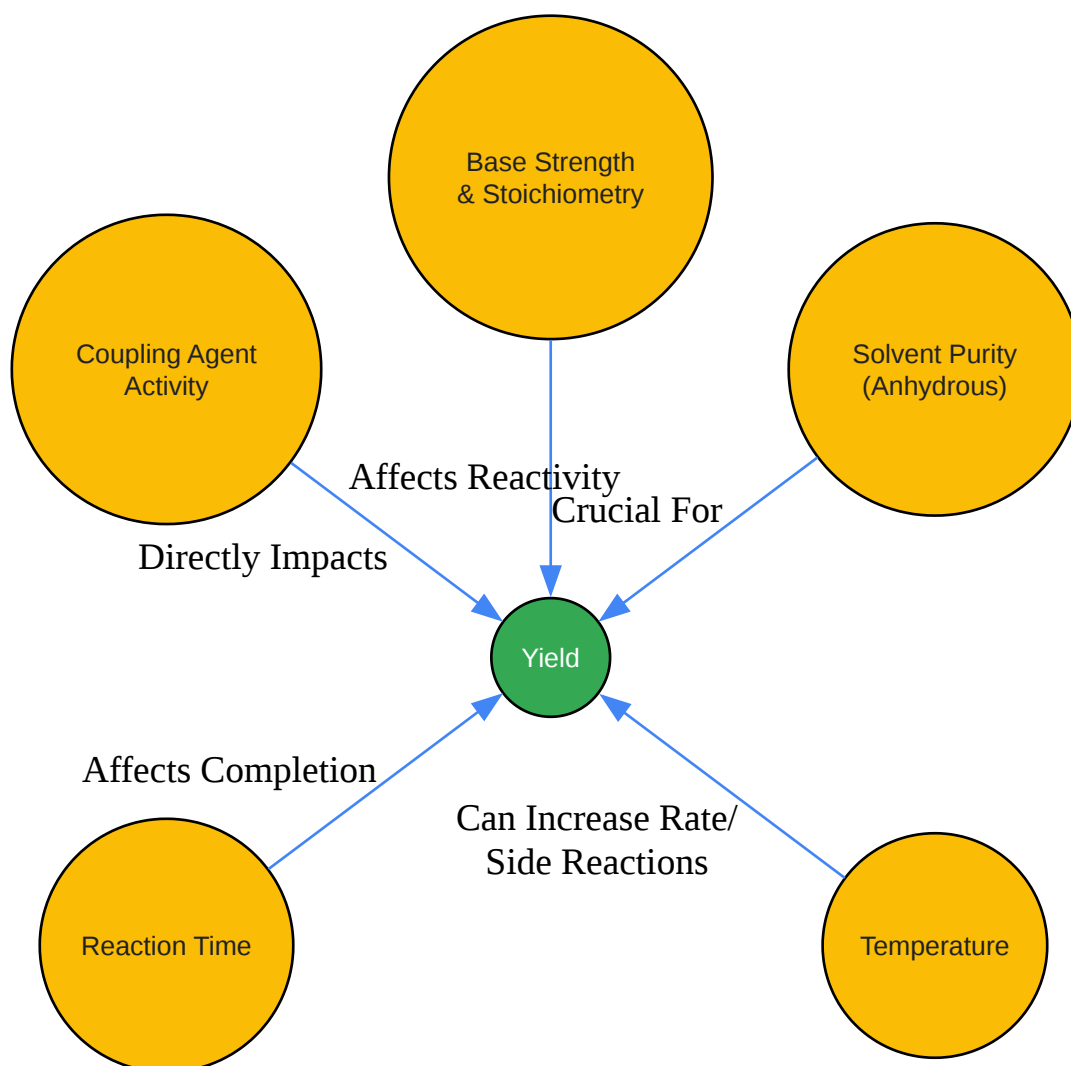 Base Strength
& Stoichiometry
Coupling Agent
Activity
Solvent Purity
(Anhydrous)
Affects Reactivity
Crucial For
Directly Impacts
Yield
Affects Completion
Can Increase Rate/
Side Reactions
Reaction Time
Temperature